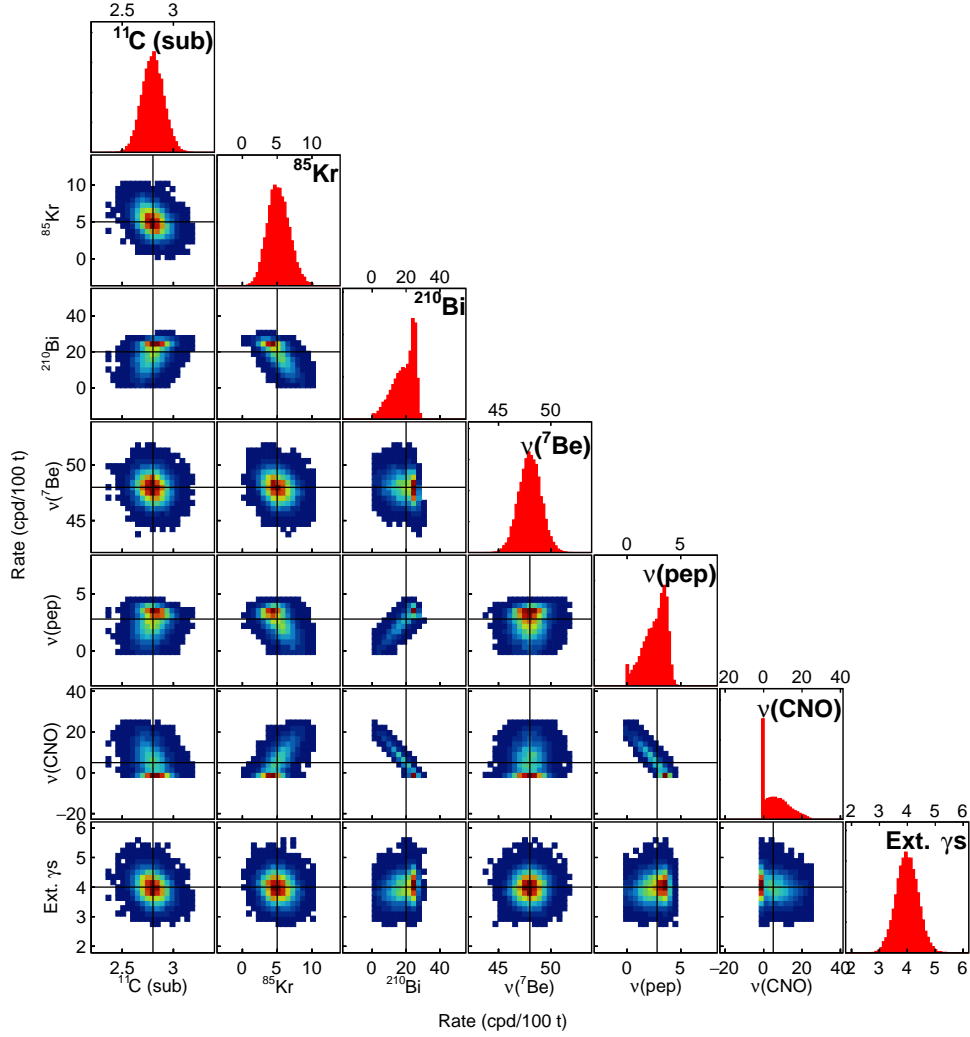 2.5 3
¹¹C (sub)
0 5 10
⁸⁵Kr
10
5
0
⁸⁵Kr
0 20 40
²¹⁰Bi
40
20
0
²¹⁰Bi
45 50
ν(⁷Be)
50
45
ν(⁷Be)
0 5
ν(pep)
5
0
ν(pep)
20 0 20 40
ν(CNO)
40
20
0
−20
ν(CNO)
2 3 4 5 6
Ext. γs
6
5
4
3
2
Ext. γs
2.5 3 0 5 10 0 20 40 45 50 0 5 −20 0 20 40 2 3 4 5 6
¹¹C (sub) ⁸⁵Kr ²¹⁰Bi ν(⁷Be) ν(pep) ν(CNO)
Rate (cpd/100 t)
Rate (cpd/100 t)